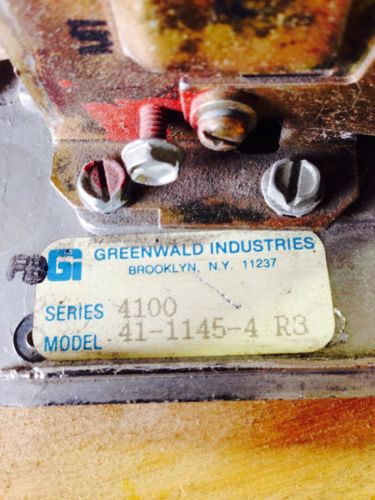 GI GREENWALD INDUSTRIES
BROOKLYN, N.Y. 11237
SERIES 4100
MODEL 41-1145-4 R3